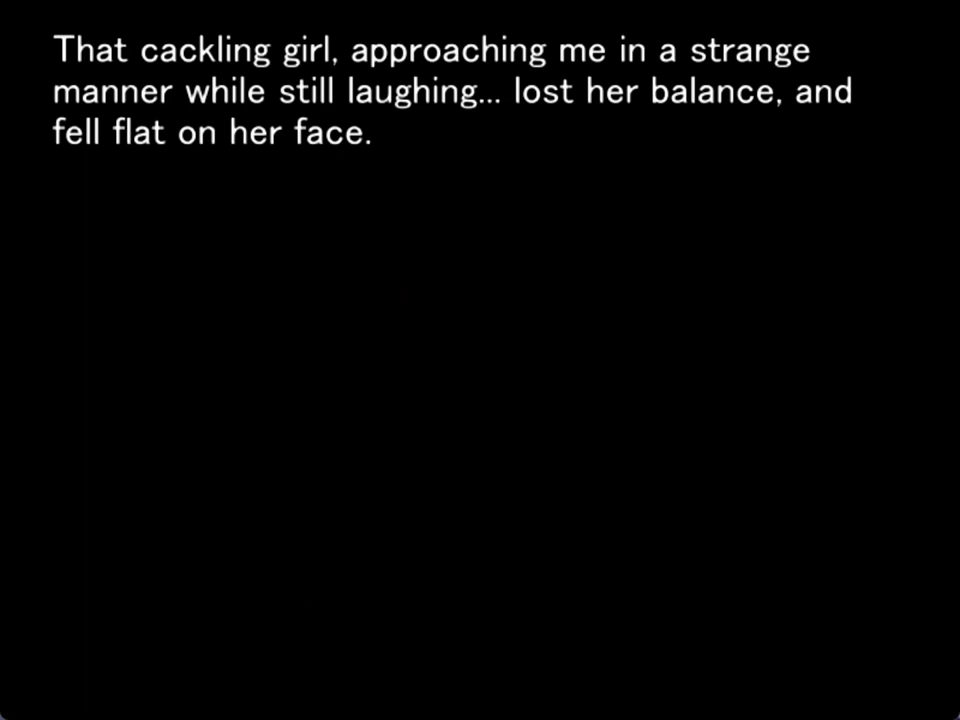 That cackling girl, approaching me in a strange
manner while still laughing... lost her balance, and
fell flat on her face.